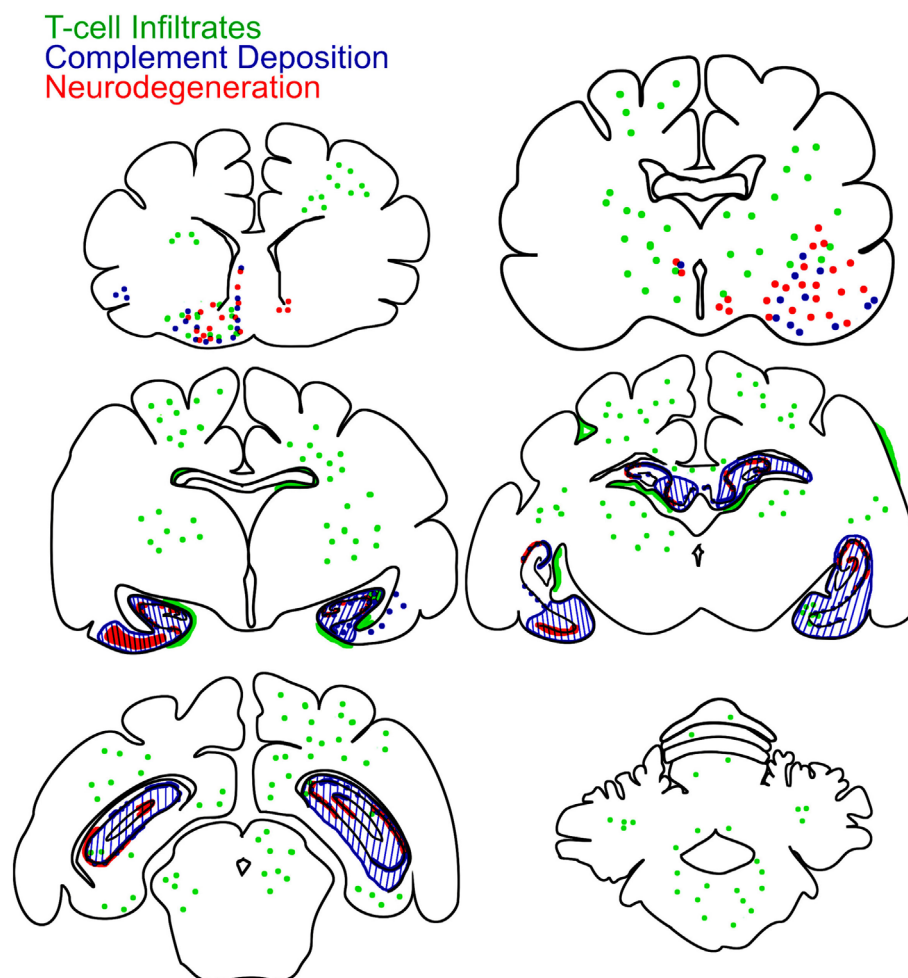 T-cell Infiltrates
Complement Deposition
Neurodegeneration